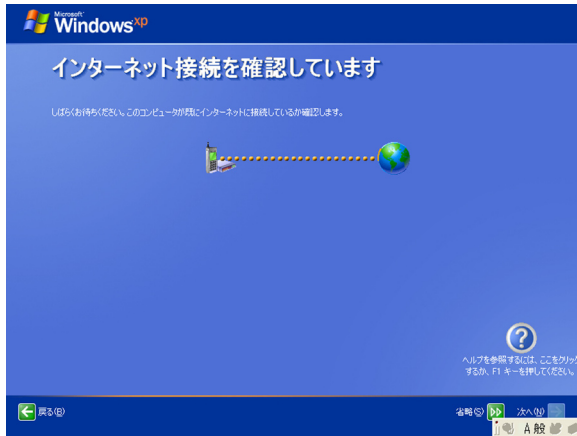 Microsoft
Windows xp
インターネット接続を確認しています
しばらくお待ちください。このコンピュータが既にインターネットに接続しているか確認します。
ヘルプを参照するには、ここをクリック
するか、F1 キーを押してください。
戻る(B)
省略(S)
次へ(N)
A 般